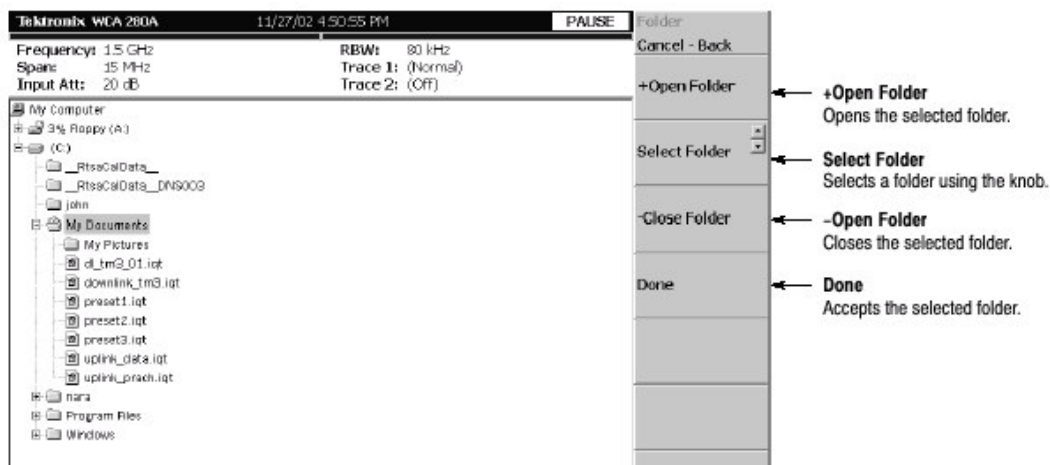 Tektronix WCA 280A 11/27/02 4:50:55 PM PAUSE
Frequency: 1.5 GHz RBW: 80 kHz
Span: 15 MHz Trace 1: (Normal)
Input Att: 20 dB Trace 2: (Off)
My Computer
3½ Floppy (A:)
(C:)
__RtsaCalData__
__RtsaCalData__DNS003
john
My Documents
My Pictures
dl_tm3_01.iqt
downlink_tm3.iqt
preset1.iqt
preset2.iqt
preset3.iqt
uplink_data.iqt
uplink_prach.iqt
nara
Program Files
Windows
Folder
Cancel - Back
+Open Folder
Select Folder
-Close Folder
Done
+Open Folder
Opens the selected folder.
Select Folder
Selects a folder using the knob.
–Open Folder
Closes the selected folder.
Done
Accepts the selected folder.